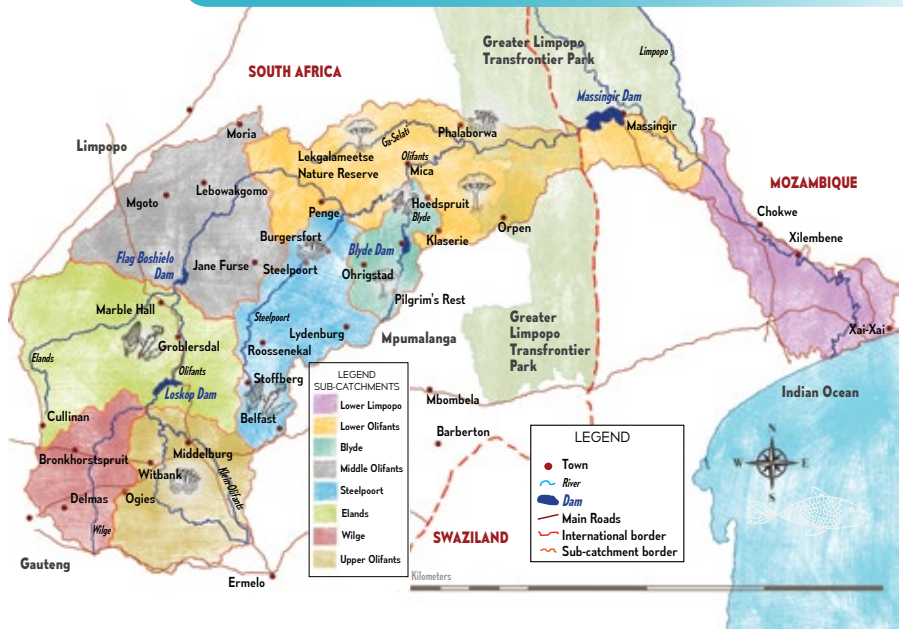 Greater Limpopo
Transfrontier Park
Limpopo
SOUTH AFRICA
Massingir Dam
Massingir
Moria
Phalaborwa
Ga-Selati
Limpopo
Lekgalameetse
Nature Reserve
Olifants
Mica
MOZAMBIQUE
Lebowakgomo
Mgoto
Hoedspruit
Penge
Blyde
Orpen
Chokwe
Burgersfort
Klaserie
Xilembene
Flag Boshielo
Dam
Jane Furse
Steelpoort
Blyde Dam
Ohrigstad
Marble Hall
Pilgrim's Rest
Steelpoort
Greater
Limpopo
Transfrontier
Park
Xai-Xai
Lydenburg
Mpumalanga
Groblersdal
Roossenekal
Elands
Olifants
Stoffberg
Loskop Dam
Mbombela
Indian Ocean
Cullinan
Belfast
Barberton
Middelburg
Bronkhorstspruit
Witbank
Klein-Olifants
Delmas
Ogies
Wilge
Gauteng
SWAZILAND
Ermelo
LEGEND
SUB-CATCHMENTS
Lower Limpopo
Lower Olifants
Blyde
Middle Olifants
Steelpoort
Elands
Wilge
Upper Olifants
LEGEND
Town
River
Dam
Main Roads
International border
Sub-catchment border
N
W
E
S
Kilometers